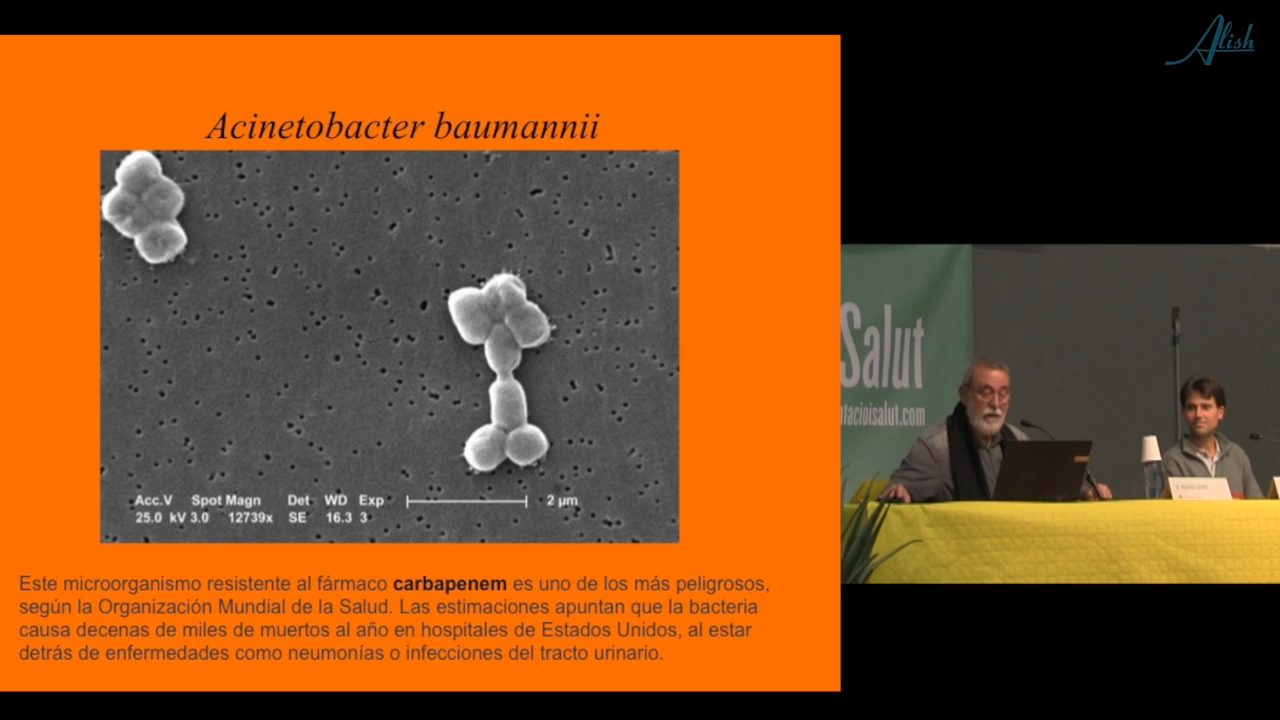 Alish
Acinetobacter baumannii
Acc.V Spot Magn Det WD Exp 2 µm
25.0 kV 3.0 12739x SE 16.3 3
Este microorganismo resistente al fármaco carbapenem es uno de los más peligrosos,
según la Organización Mundial de la Salud. Las estimaciones apuntan que la bacteria
causa decenas de miles de muertos al año en hospitales de Estados Unidos, al estar
detrás de enfermedades como neumonías o infecciones del tracto urinario.
Salut
tacioisalut.com